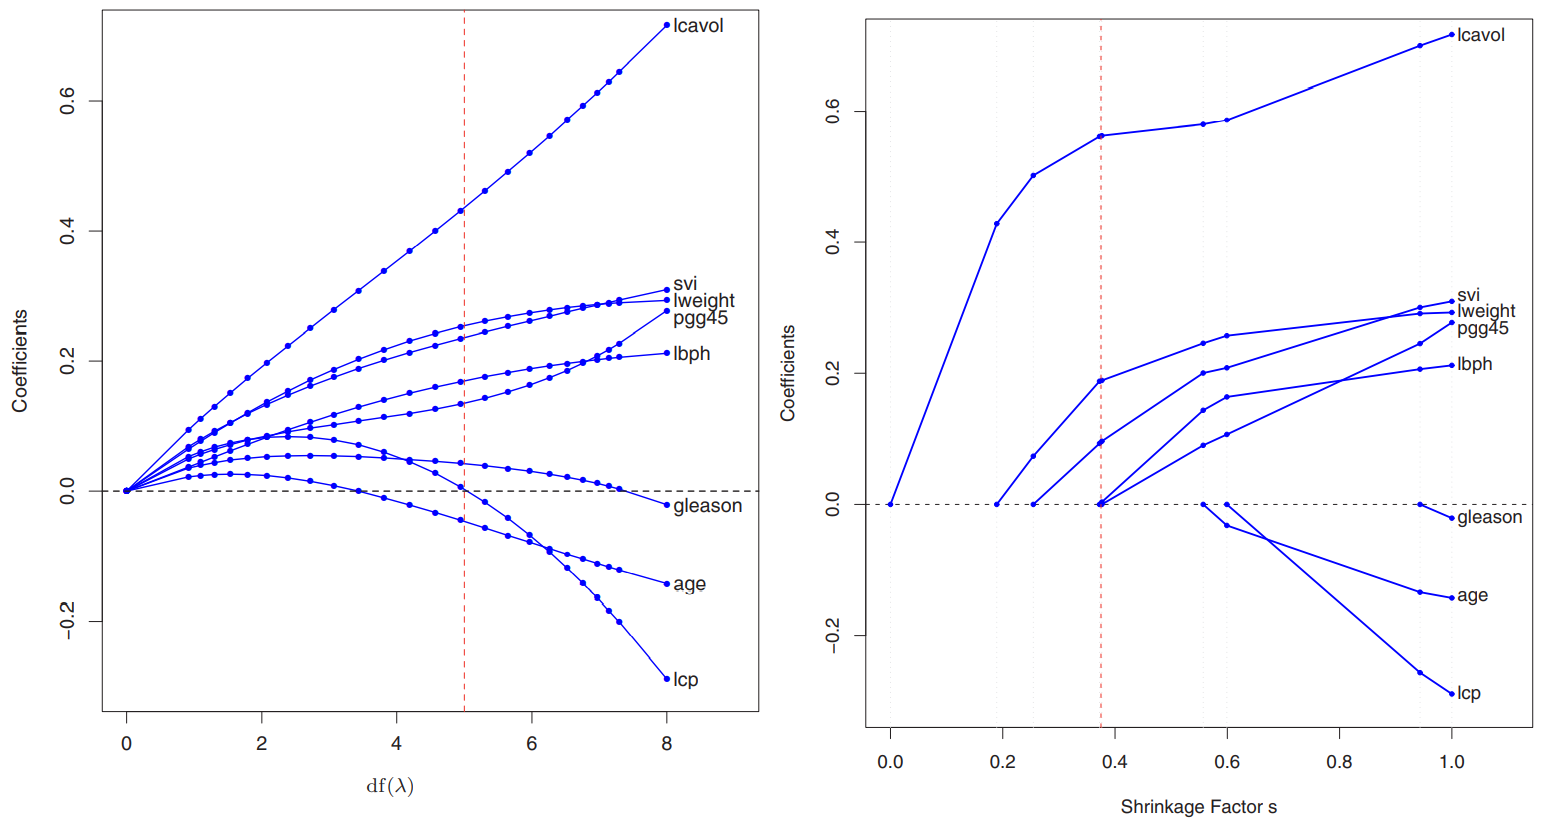 lcavol
svi
lweight
pgg45
lbph
gleason
age
lcp
Coefficients
0.6
0.4
0.2
0.0
−0.2
0 2 4 6 8
df(λ)
lcavol
svi
lweight
pgg45
lbph
gleason
age
lcp
Coefficients
0.6
0.4
0.2
0.0
−0.2
0.0 0.2 0.4 0.6 0.8 1.0
Shrinkage Factor s